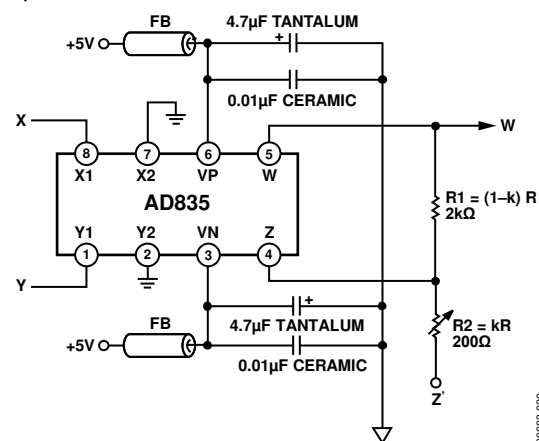 FB
4.7µF TANTALUM
+5V
+
0.01µF CERAMIC
X
W
8
7
6
5
X1
X2
VP
W
R1 = (1–k) R
2kΩ
AD835
Y1
Y2
VN
Z
1
2
3
4
Y
+
FB
4.7µF TANTALUM
R2 = kR
200Ω
+5V
0.01µF CERAMIC
Z'